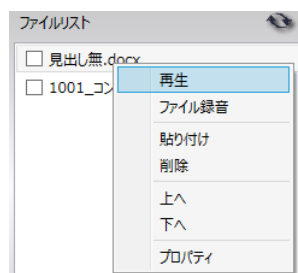 ファイルリスト
見出し無.docx
1001_コン
再生
ファイル録音
貼り付け
削除
上へ
下へ
プロパティ